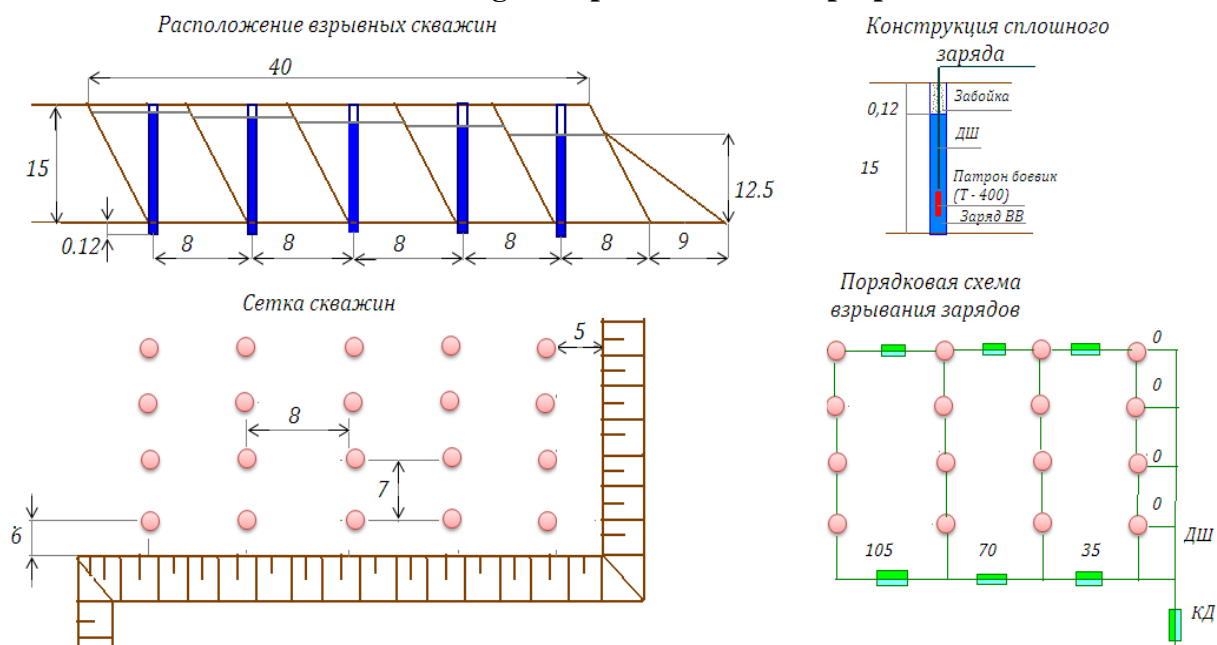 Расположение взрывных скважин
40
15
12.5
0.12
8
8
8
8
8
9
Конструкция сплошного
заряда
Забойка
0,12
ДШ
15
Патрон боевик
(Т - 400)
Заряд ВВ
Сетка скважин
5
8
7
6
Порядковая схема
взрывания зарядов
0
0
0
0
105
70
35
ДШ
КД